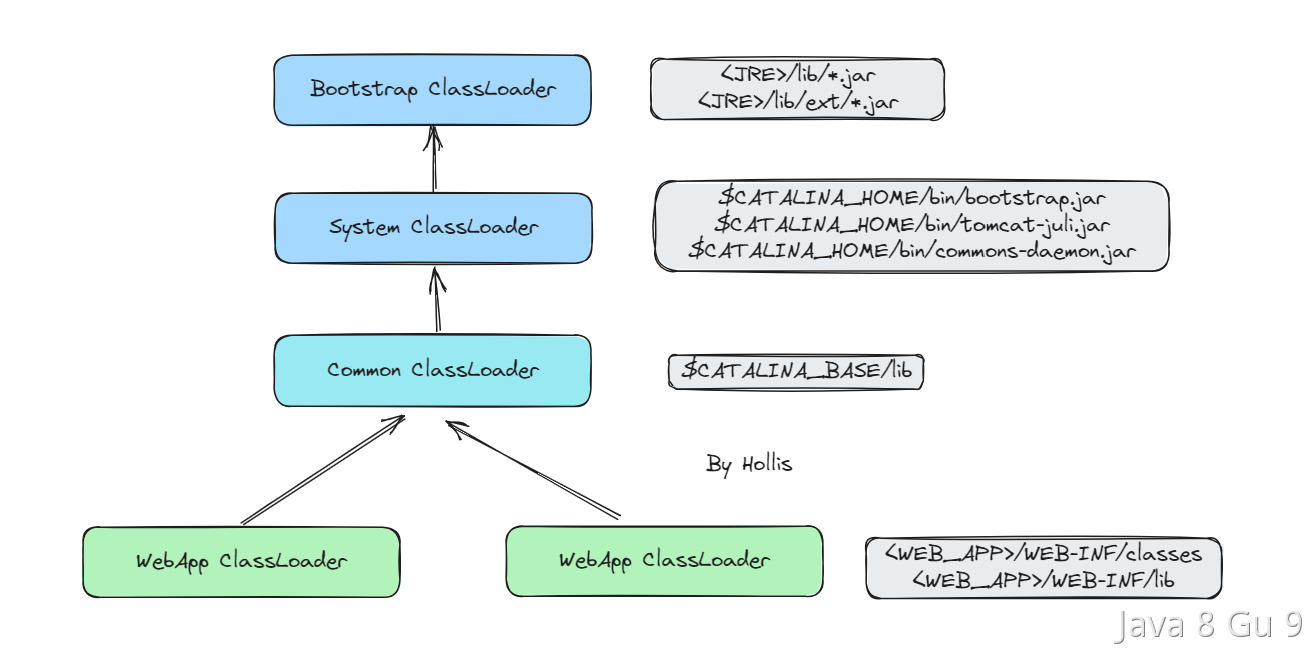 Bootstrap ClassLoader
<JRE>/lib/*.jar
<JRE>/lib/ext/*.jar
System ClassLoader
$CATALINA_HOME/bin/bootstrap.jar
$CATALINA_HOME/bin/tomcat-juli.jar
$CATALINA_HOME/bin/commons-daemon.jar
Common ClassLoader
$CATALINA_BASE/lib
By Hollis
WebApp ClassLoader
WebApp ClassLoader
<WEB_APP>/WEB-INF/classes
<WEB_APP>/WEB-INF/lib
Java 8 Gu 9